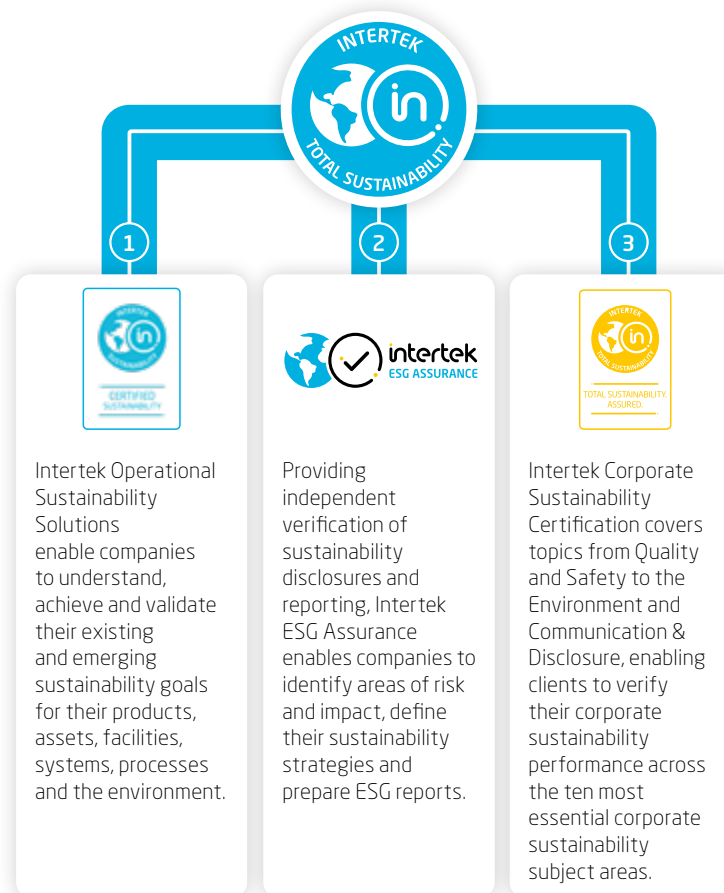 INTERTEK
in
TOTAL SUSTAINABILITY
1
2
3
INTERTEK
in
TOTAL SUSTAINABILITY
CERTIFIED
SUSTAINABILITY
Intertek Operational
Sustainability
Solutions
enable companies
to understand,
achieve and validate
their existing
and emerging
sustainability goals
for their products,
assets, facilities,
systems, processes
and the environment.
intertek
ESG ASSURANCE
Providing
independent
verification of
sustainability
disclosures and
reporting, Intertek
ESG Assurance
enables companies to
identify areas of risk
and impact, define
their sustainability
strategies and
prepare ESG reports.
INTERTEK
in
TOTAL SUSTAINABILITY
TOTAL SUSTAINABILITY.
ASSURED.
Intertek Corporate
Sustainability
Certification covers
topics from Quality
and Safety to the
Environment and
Communication &
Disclosure, enabling
clients to verify
their corporate
sustainability
performance across
the ten most
essential corporate
sustainability
subject areas.